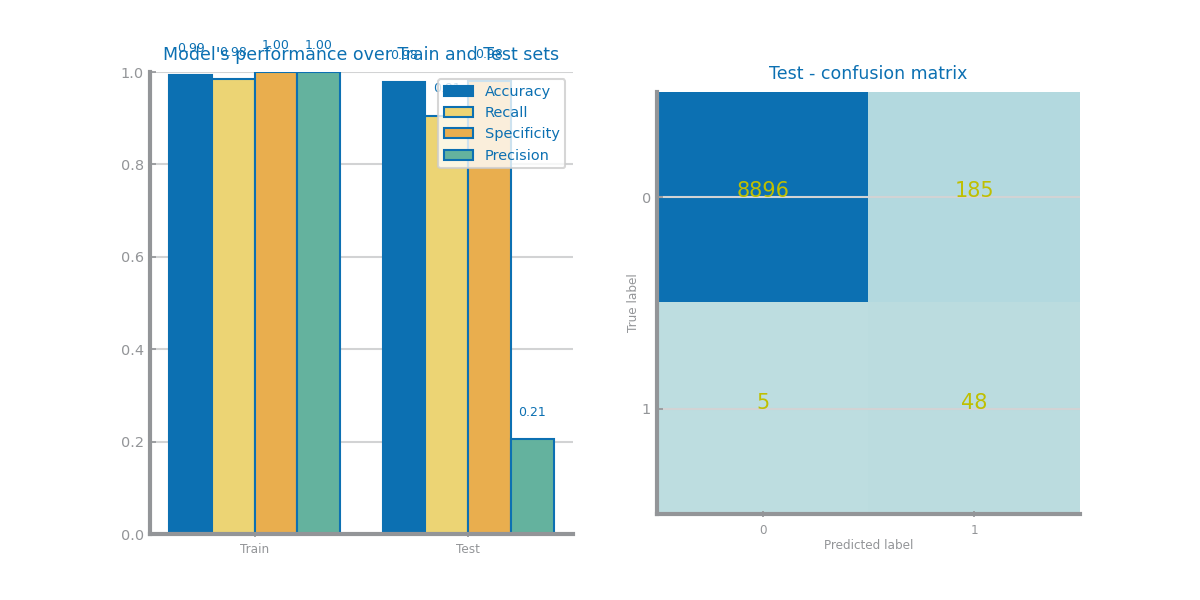 Model's performance over Train and Test sets
0.99
0.98
1.00
1.00
0.98
0.98
0.21
Accuracy
Recall
Specificity
Precision
1.0
0.8
0.6
0.4
0.2
0.0
Train
Test
Test - confusion matrix
True label
0
1
8896
185
5
48
0
1
Predicted label